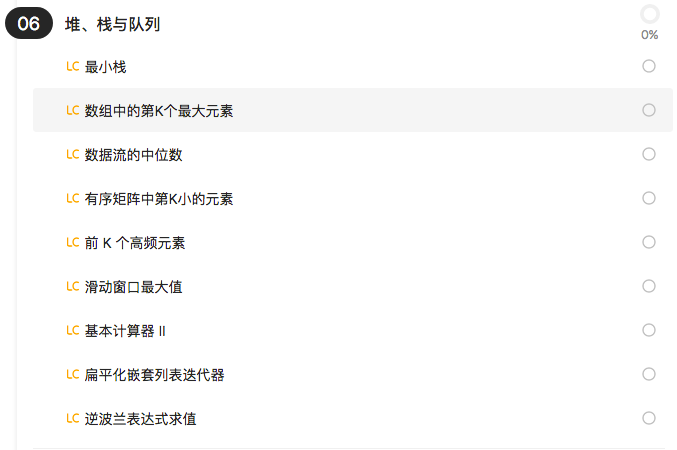 06 堆、栈与队列
0%
LC 最小栈
LC 数组中的第K个最大元素
LC 数据流的中位数
LC 有序矩阵中第K小的元素
LC 前 K 个高频元素
LC 滑动窗口最大值
LC 基本计算器 II
LC 扁平化嵌套列表迭代器
LC 逆波兰表达式求值